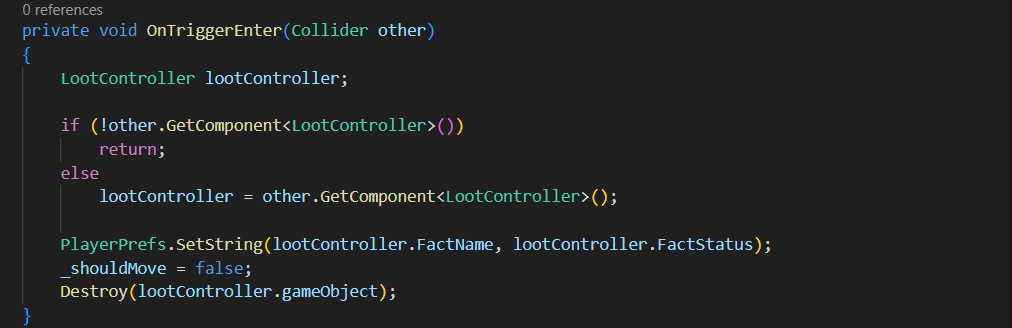 0 references
private void OnTriggerEnter(Collider other)
{
    LootController lootController;

    if (!other.GetComponent<LootController>())
        return;
    else
        lootController = other.GetComponent<LootController>();

    PlayerPrefs.SetString(lootController.FactName, lootController.FactStatus);
    _shouldMove = false;
    Destroy(lootController.gameObject);
}